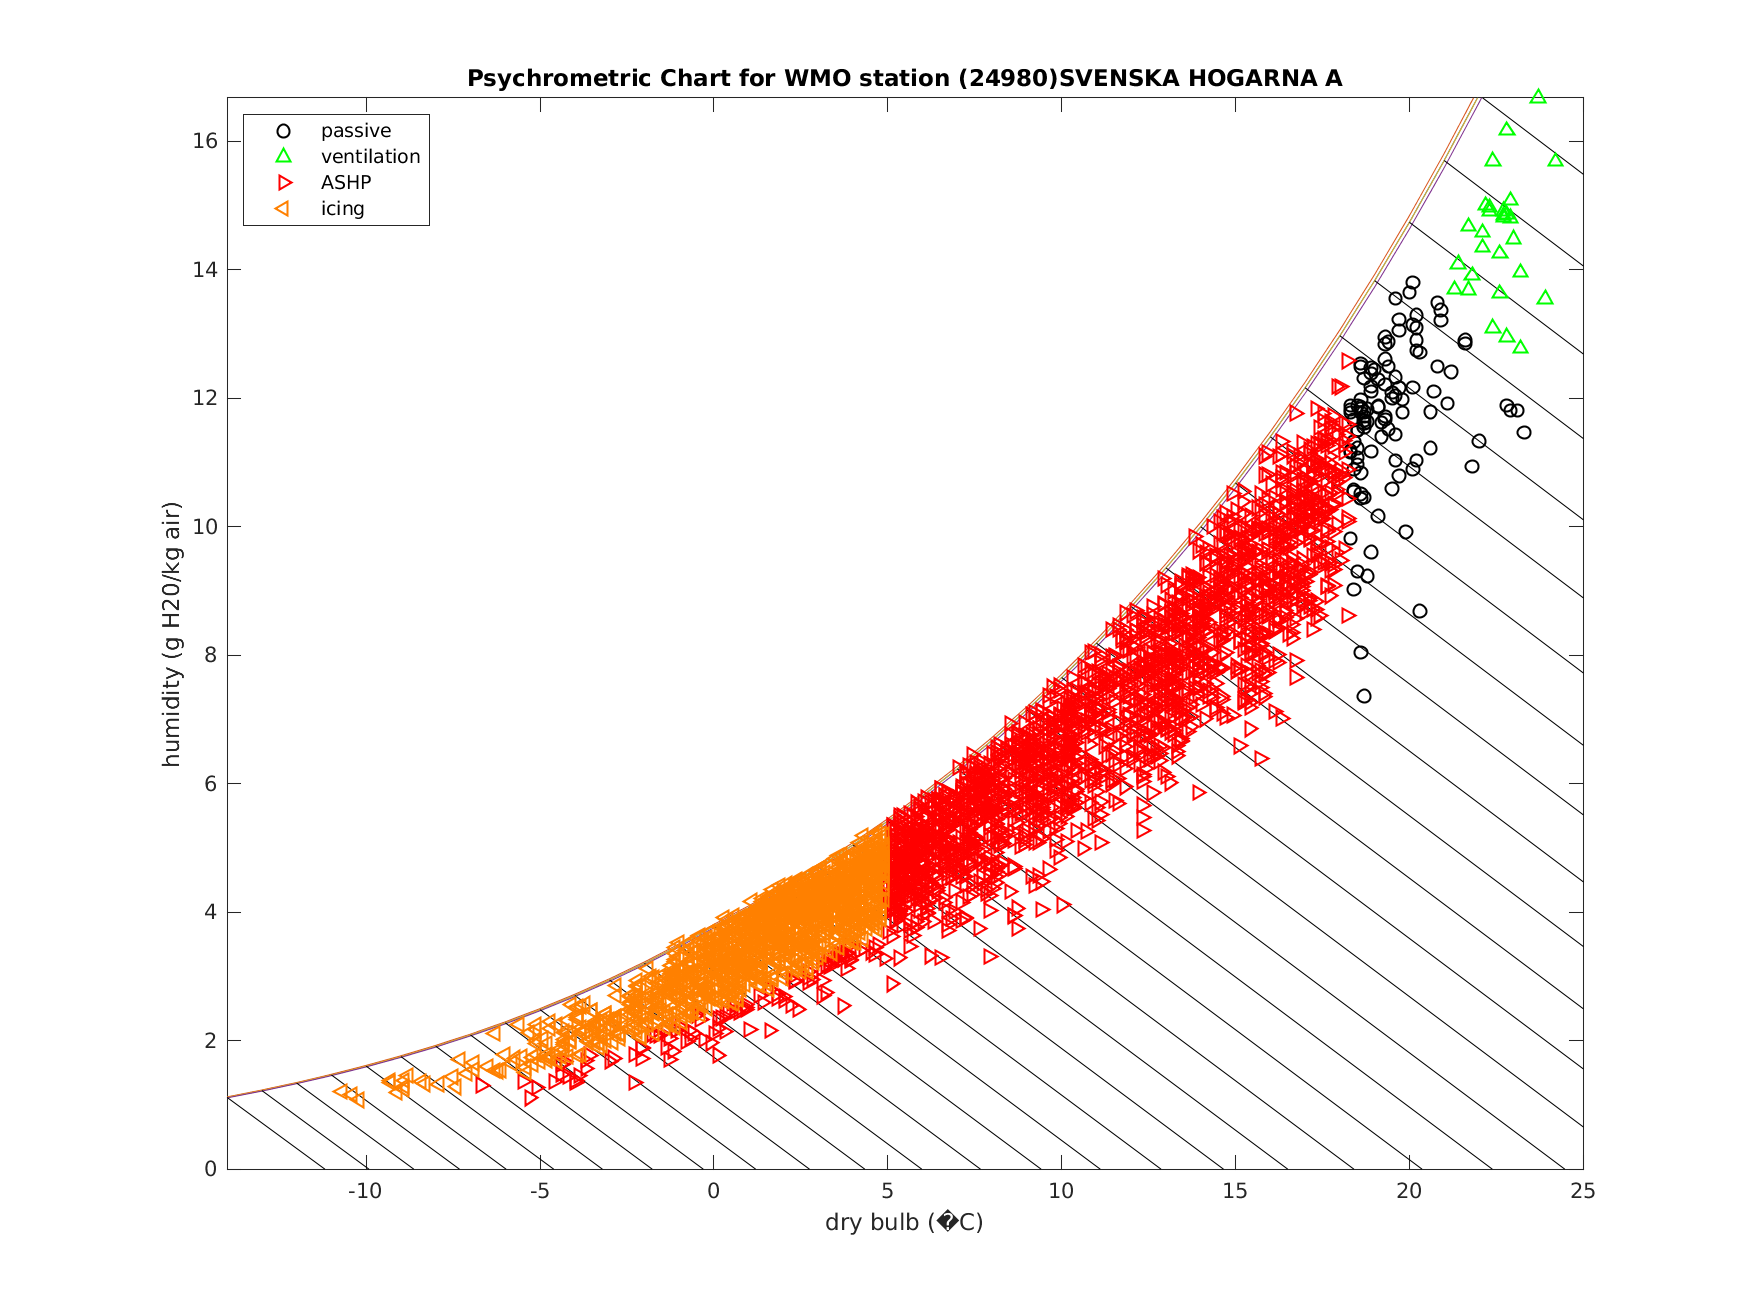 Psychrometric Chart for WMO station (24980)SVENSKA HOGARNA A
passive
ventilation
ASHP
icing
humidity (g H20/kg air)
16
14
12
10
8
6
4
2
0
-10 -5 0 5 10 15 20 25
dry bulb (�C)